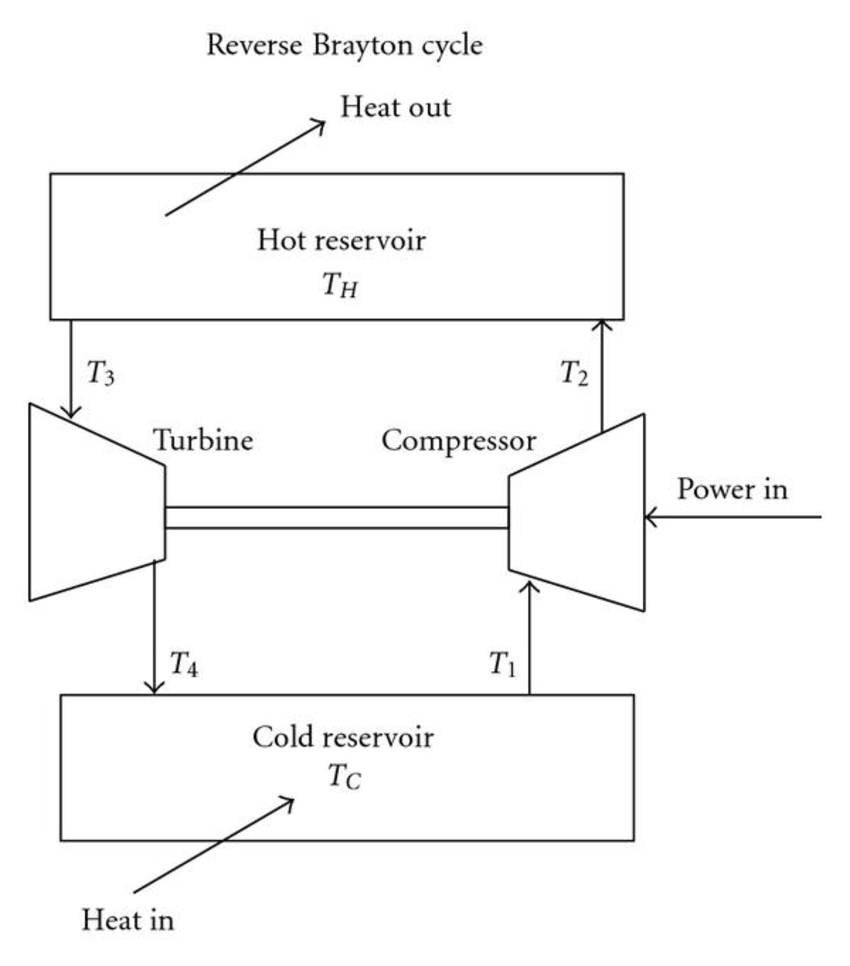 Reverse Brayton cycle
Heat out
Hot reservoir
T_H
T_3
T_2
Turbine
Compressor
Power in
T_4
T_1
Cold reservoir
T_C
Heat in